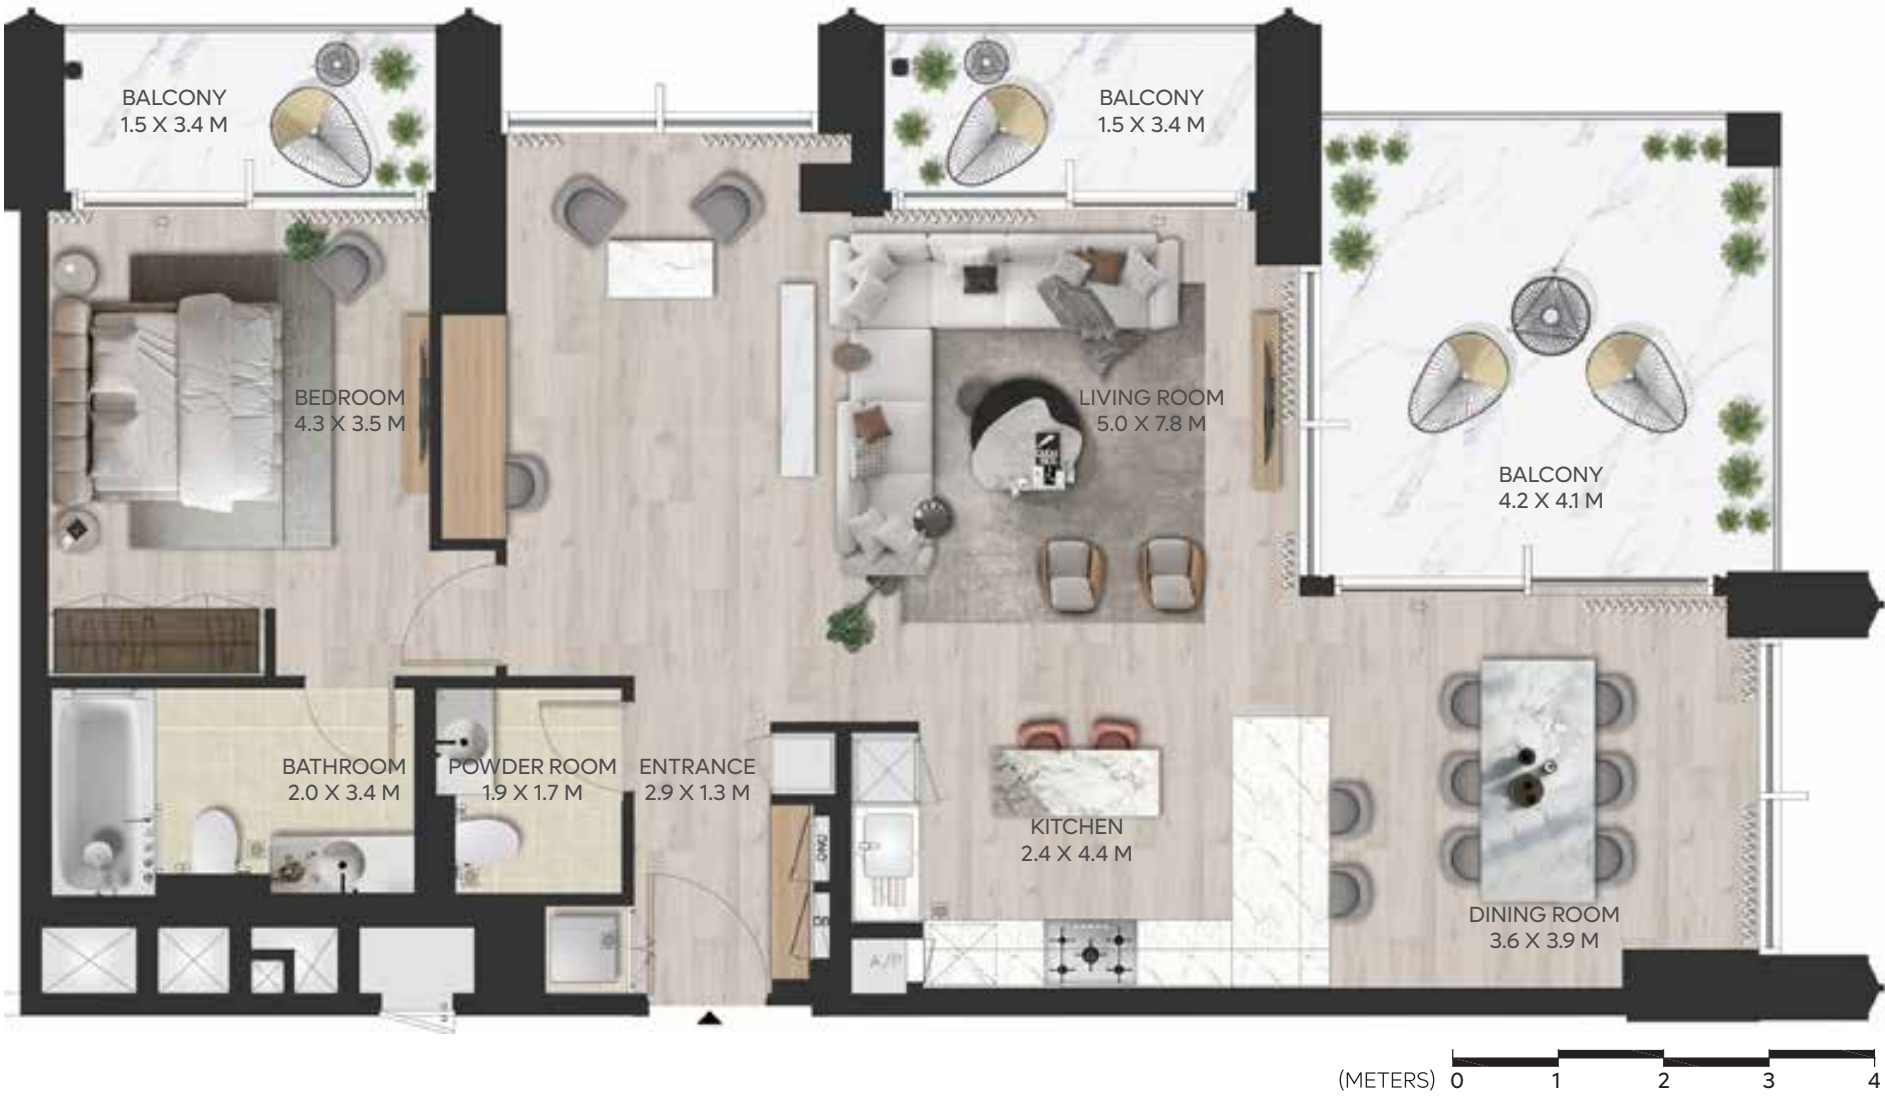 BALCONY
1.5 X 3.4 M
BALCONY
1.5 X 3.4 M
BEDROOM
4.3 X 3.5 M
LIVING ROOM
5.0 X 7.8 M
BALCONY
4.2 X 4.1 M
BATHROOM
2.0 X 3.4 M
POWDER ROOM
1.9 X 1.7 M
ENTRANCE
2.9 X 1.3 M
KITCHEN
2.4 X 4.4 M
DINING ROOM
3.6 X 3.9 M
DB
(METERS) 0 1 2 3 4